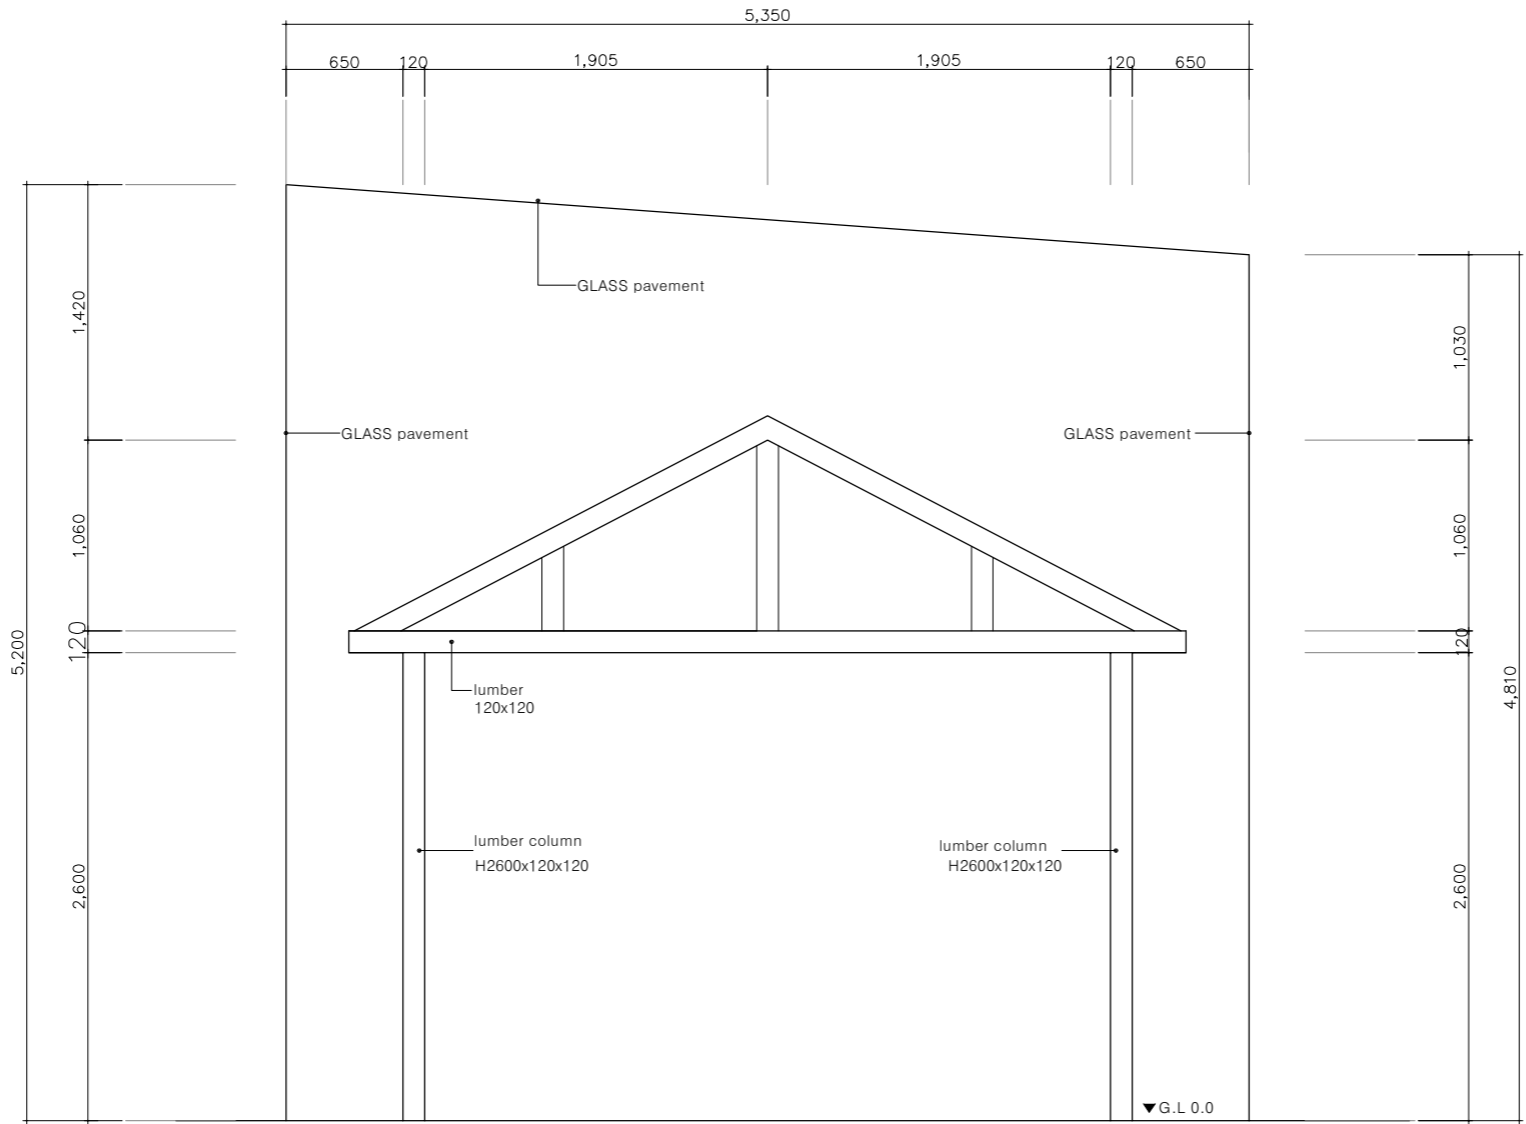 5,350
650
120
1,905
1,905
120
650
GLASS pavement
1,420
1,030
GLASS pavement
GLASS pavement
1,060
1,060
120
120
5,200
4,810
lumber
120x120
lumber column
H2600x120x120
lumber column
H2600x120x120
2,600
2,600
G.L 0.0